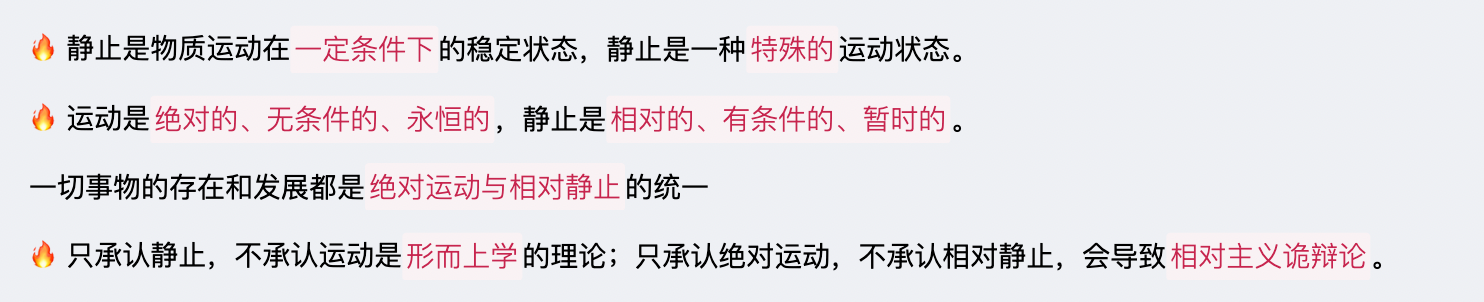 🔥 静止是物质运动在一定条件下的稳定状态，静止是一种特殊的运动状态。
🔥 运动是绝对的、无条件的、永恒的，静止是相对的、有条件的、暂时的。
一切事物的存在和发展都是绝对运动与相对静止的统一
🔥 只承认静止，不承认运动是形而上学的理论；只承认绝对运动，不承认相对静止，会导致相对主义诡辩论。